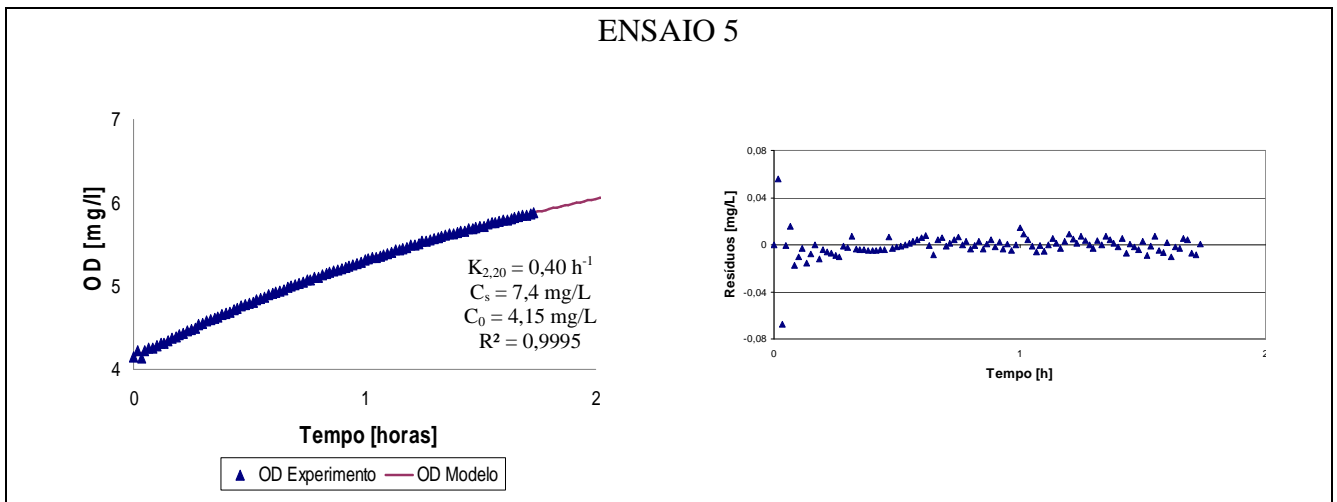 ENSAIO 5
7
6
5
4
OD [mg/l]
K2,20 = 0,40 h-1
Cs = 7,4 mg/L
C0 = 4,15 mg/L
R² = 0,9995
0 1 2
Tempo [horas]
OD Experimento OD Modelo
0,08
0,04
0
-0,04
-0,08
Resíduos [mg/L]
0 1 2
Tempo [h]